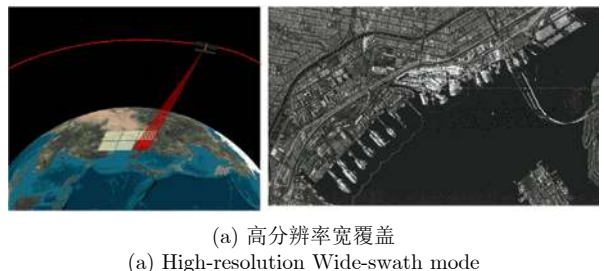 (a) 高分辨率宽覆盖
(a) High-resolution Wide-swath mode